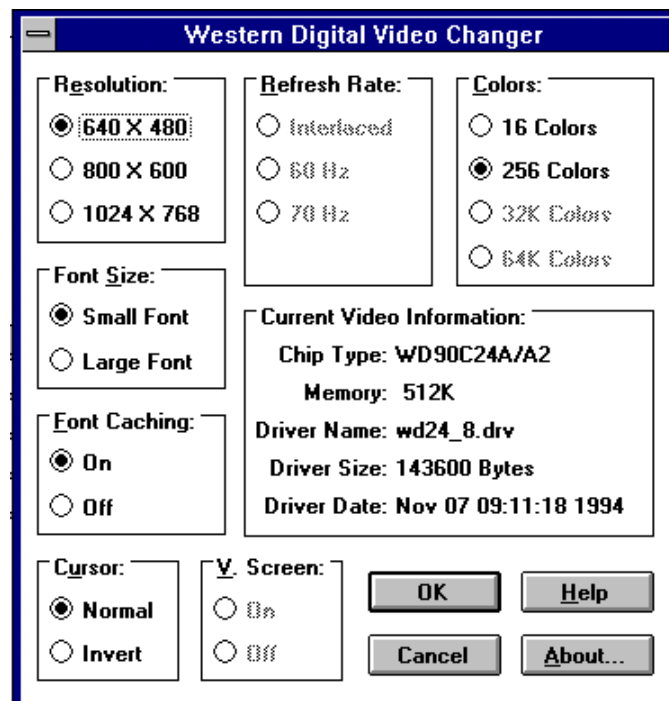 Western Digital Video Changer
Resolution:
640 X 480
800 X 600
1024 X 768
Refresh Rate:
Interlaced
60 Hz
70 Hz
Colors:
16 Colors
256 Colors
32K Colors
64K Colors
Font Size:
Small Font
Large Font
Font Caching:
On
Off
Current Video Information:
Chip Type: WD90C24A/A2
Memory: 512K
Driver Name: wd24_8.drv
Driver Size: 143600 Bytes
Driver Date: Nov 07 09:11:18 1994
Cursor:
Normal
Invert
V. Screen:
On
Off
OK
Help
Cancel
About...